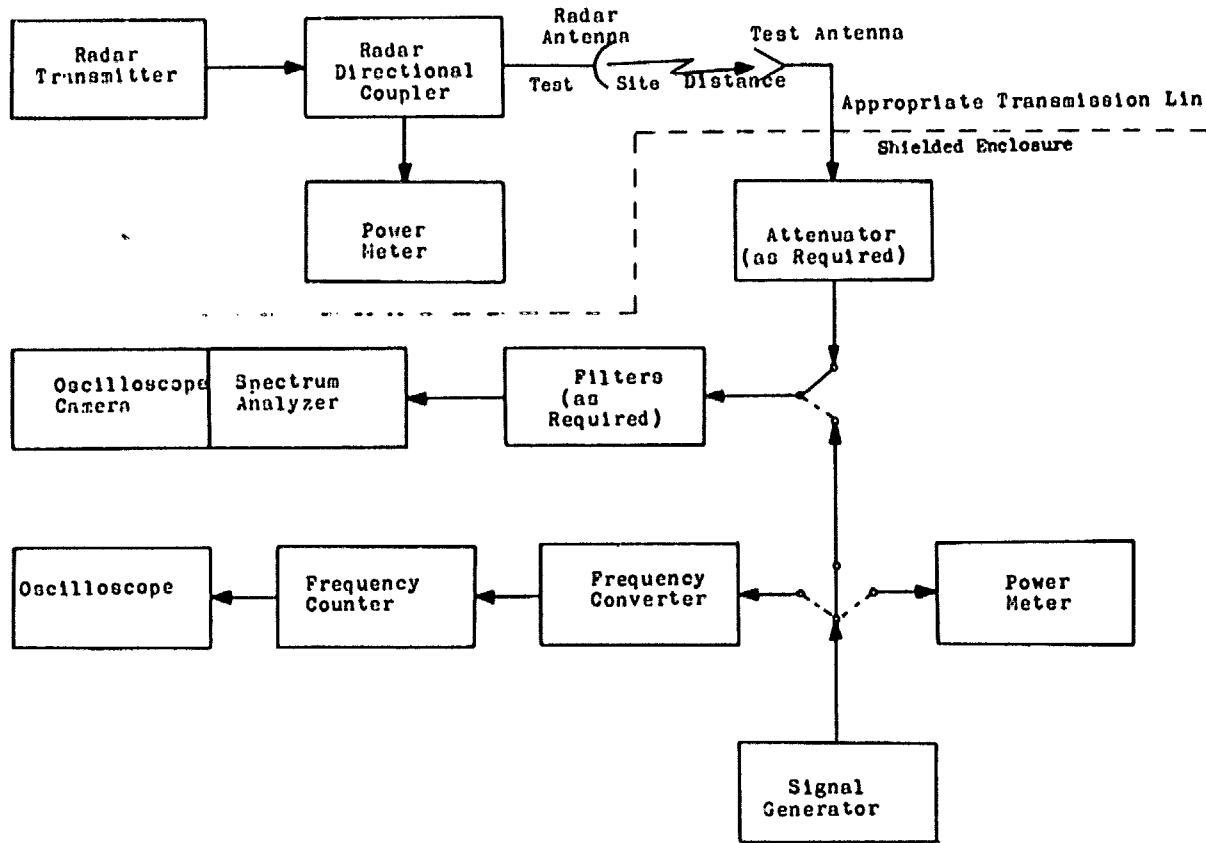 Radar
Transmitter
Radar
Directional
Coupler
Radar
Antenna
Test Site Distance
Test Antenna
Appropriate Transmission Lin
Shielded Enclosure
Power
Meter
Attenuator
(as Required)
Oscilloscope
Camera
Spectrum
Analyzer
Filters
(as
Required)
Oscilloscope
Frequency
Counter
Frequency
Converter
Power
Meter
Signal
Generator